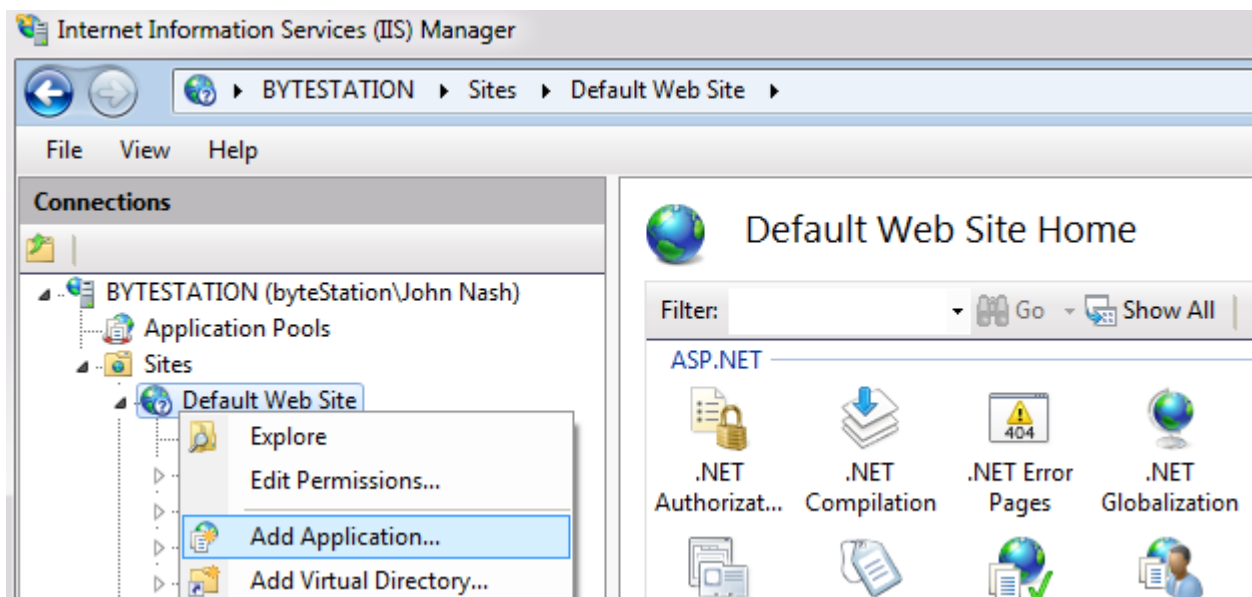 Internet Information Services (IIS) Manager
BYTESTATION Sites Default Web Site
File View Help
Connections
BYTESTATION (byteStation\John Nash)
Application Pools
Sites
Default Web Site
Explore
Edit Permissions...
Add Application...
Add Virtual Directory...
Default Web Site Home
Filter: Go Show All
ASP.NET
404
.NET Authorizat...
.NET Compilation
.NET Error Pages
.NET Globalization